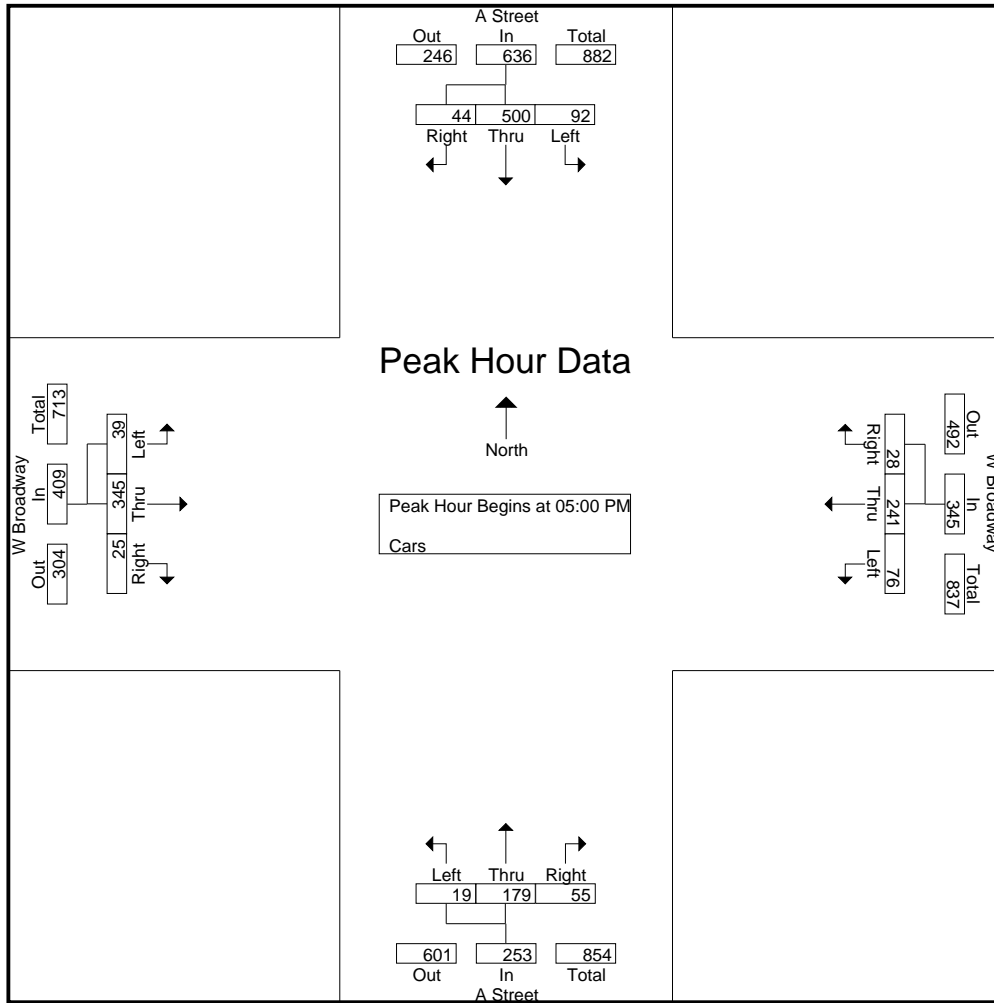 A Street
Out In Total
246 636 882
44 500 92
Right Thru Left
Peak Hour Data
North
Peak Hour Begins at 05:00 PM
Cars
W Broadway
Total In Out
713 409 304
39 345 25
Left Thru Right
Right Thru Left
28 241 76
492 345 837
Out In Total
W Broadway
Left Thru Right
19 179 55
601 253 854
Out In Total
A Street